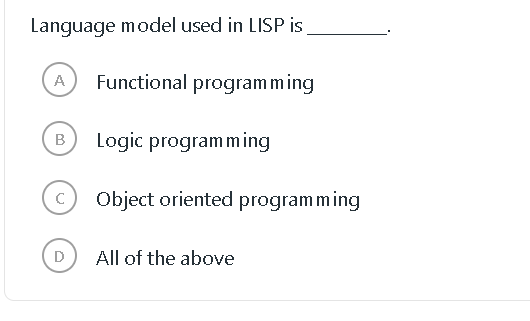 Language model used in LISP is ________.
A Functional programming
B Logic programming
C Object oriented programming
D All of the above